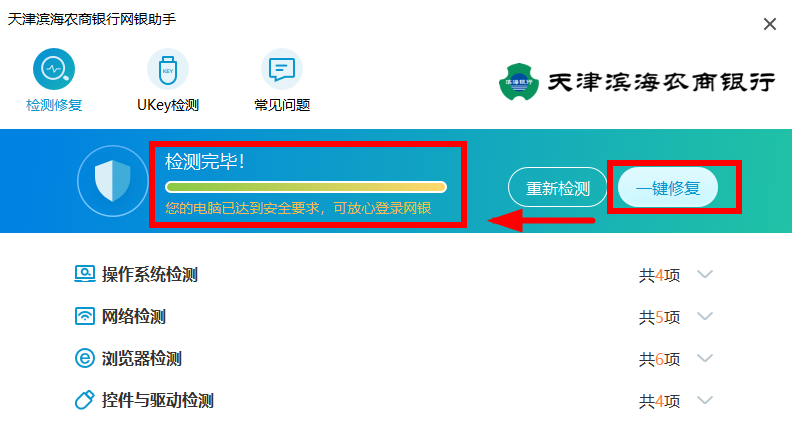 天津滨海农商银行网银助手
检测修复
KEY
UKey检测
常见问题
滨海银行
天津滨海农商银行
检测完毕!
您的电脑已达到安全要求，可放心登录网银
重新检测
一键修复
操作系统检测 共4项
网络检测 共5项
浏览器检测 共6项
控件与驱动检测 共4项